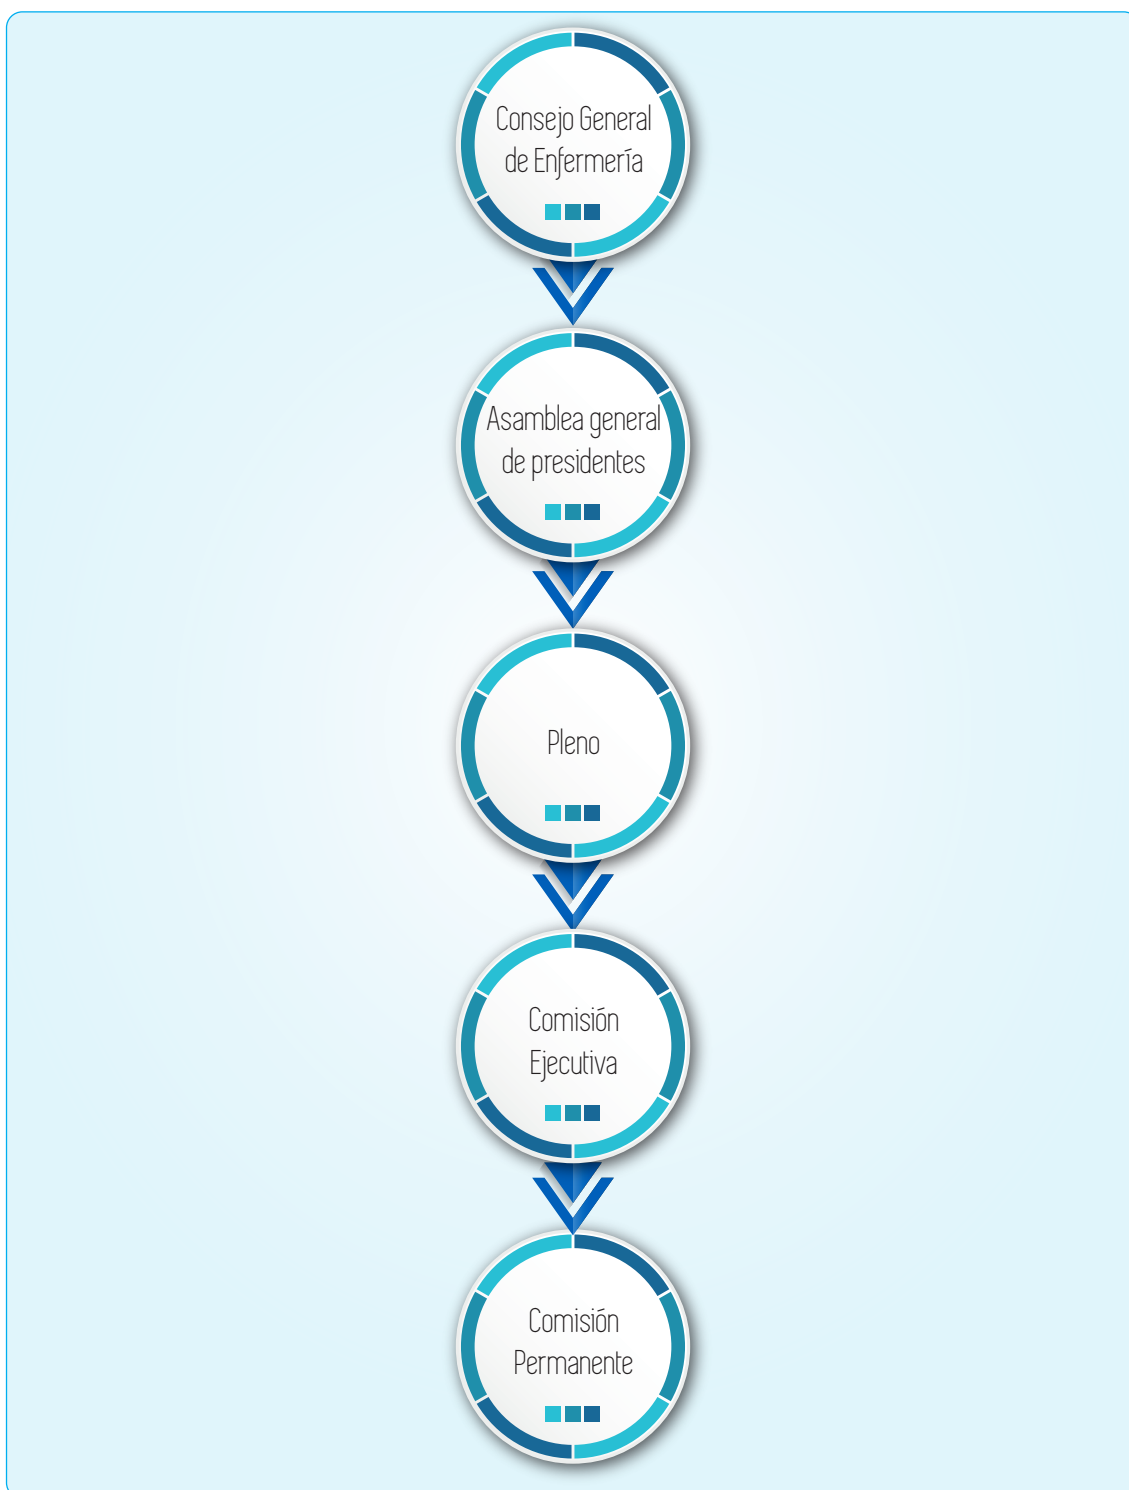 Consejo General
de Enfermería
Asamblea general
de presidentes
Pleno
Comisión
Ejecutiva
Comisión
Permanente